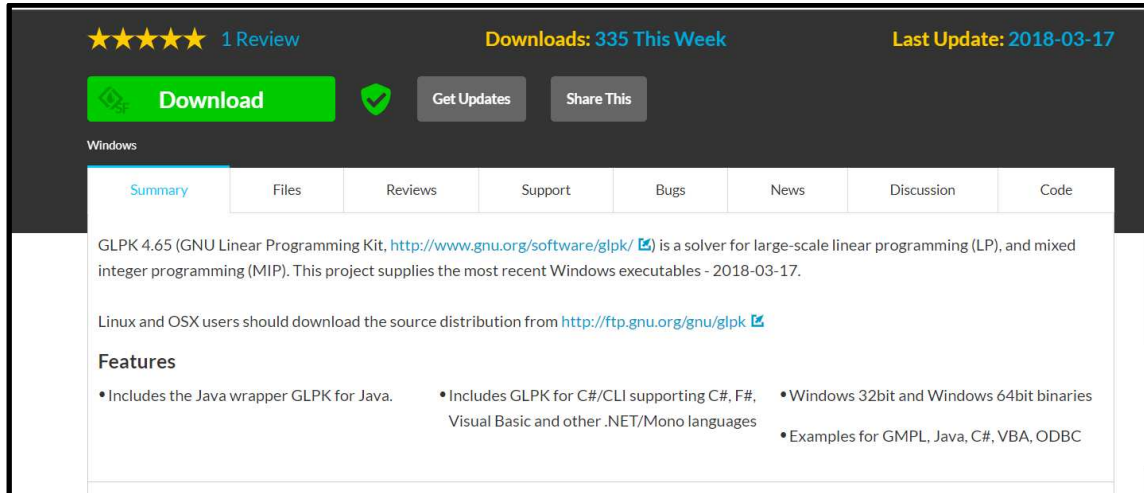 1 Review
Downloads: 335 This Week
Last Update: 2018-03-17
SF
Download
Get Updates
Share This
Windows
Summary
Files
Reviews
Support
Bugs
News
Discussion
Code
GLPK 4.65 (GNU Linear Programming Kit, http://www.gnu.org/software/glpk/ ) is a solver for large-scale linear programming (LP), and mixed
integer programming (MIP). This project supplies the most recent Windows executables - 2018-03-17.
Linux and OSX users should download the source distribution from http://ftp.gnu.org/gnu/glpk
Features
• Includes the Java wrapper GLPK for Java.
• Includes GLPK for C#/CLI supporting C#, F#,
Visual Basic and other .NET/Mono languages
• Windows 32bit and Windows 64bit binaries
• Examples for GMPL, Java, C#, VBA, ODBC